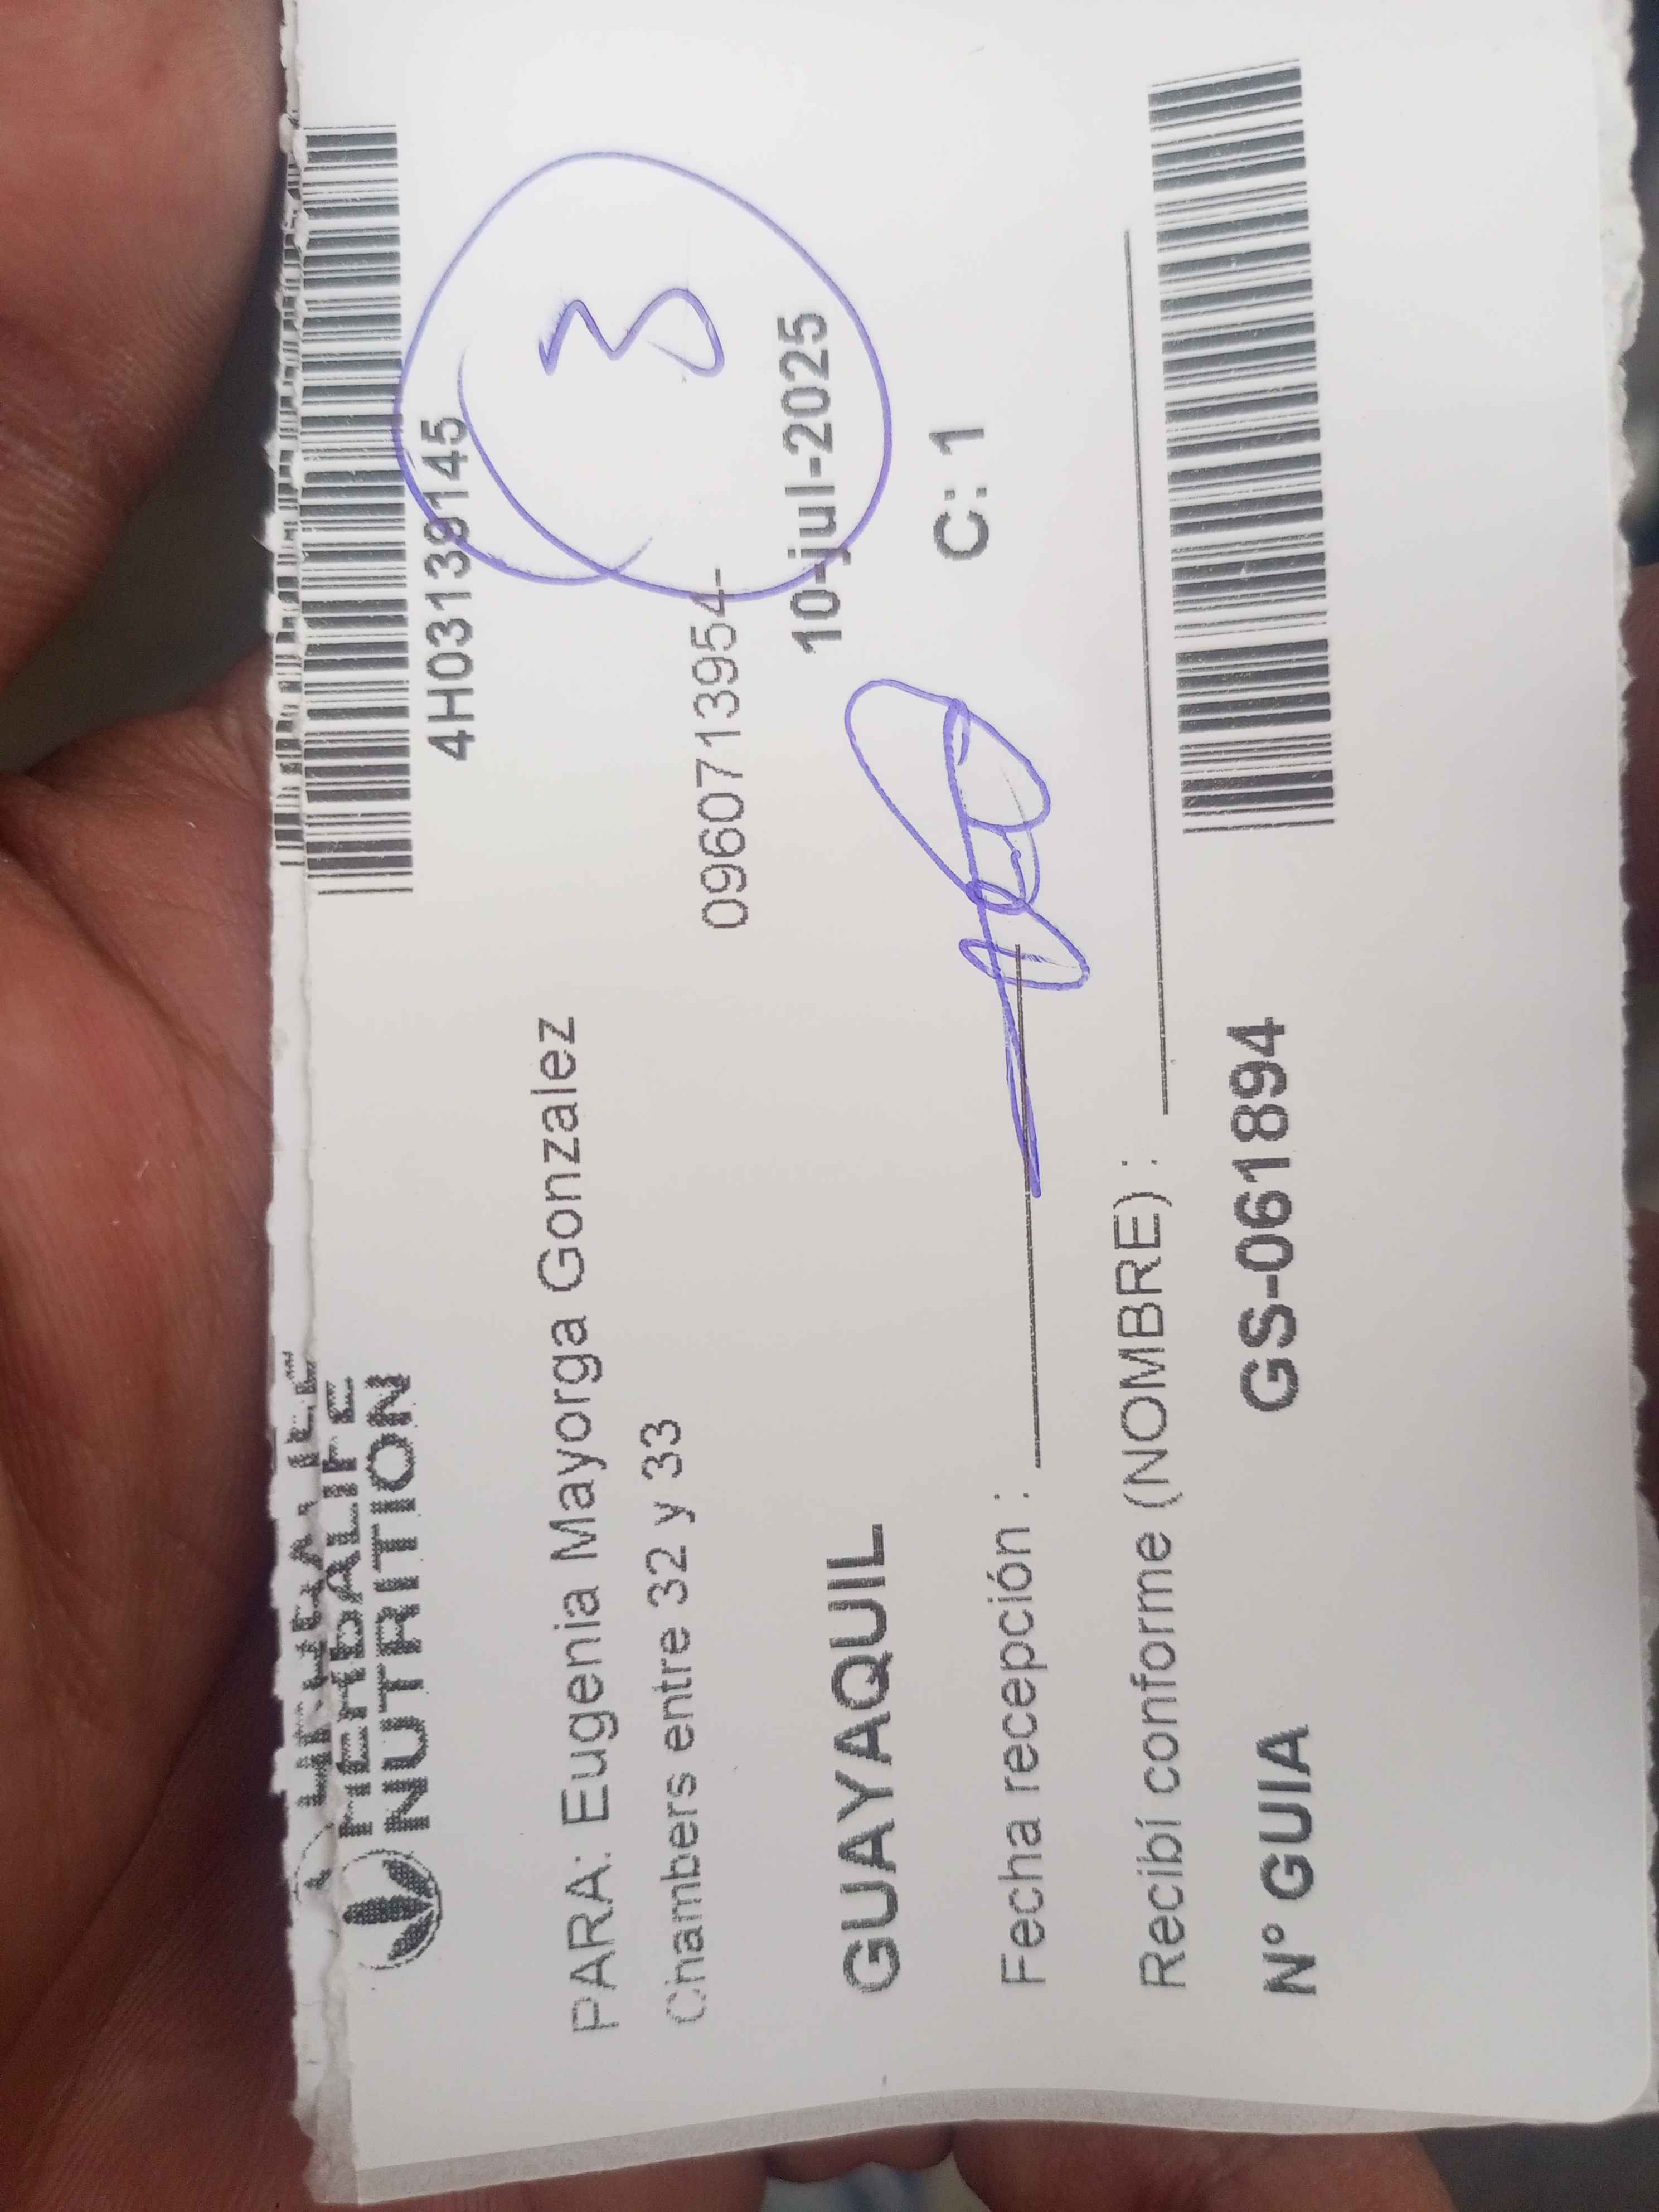 HERBALIFE
NUTRITION
4H03139145
3
PARA: Eugenia Mayorga Gonzalez
Chambers entre 32 y 33
0960713954-
10-jul-2025
GUAYAQUIL
C: 1
Fecha recepción :
Recibí conforme (NOMBRE) :
N° GUIA GS-061894